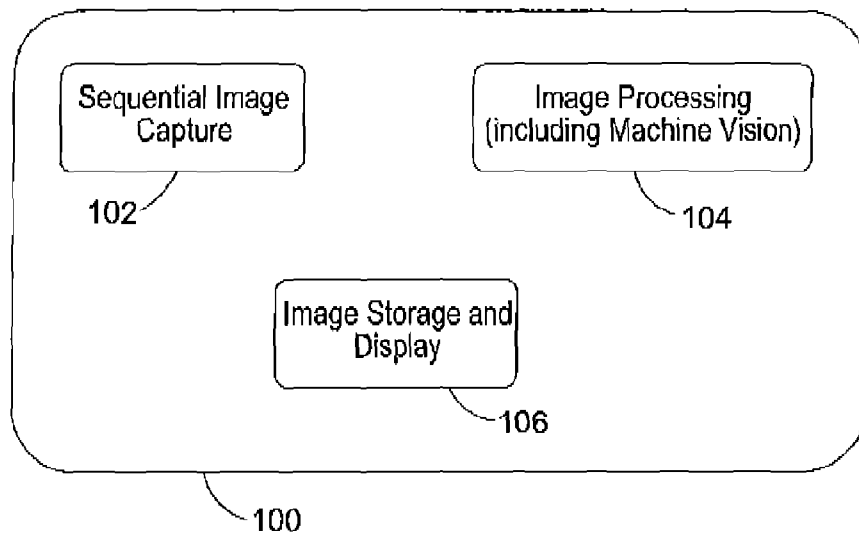 Sequential Image
Capture
Image Processing
(including Machine Vision)
102
104
Image Storage and
Display
106
100